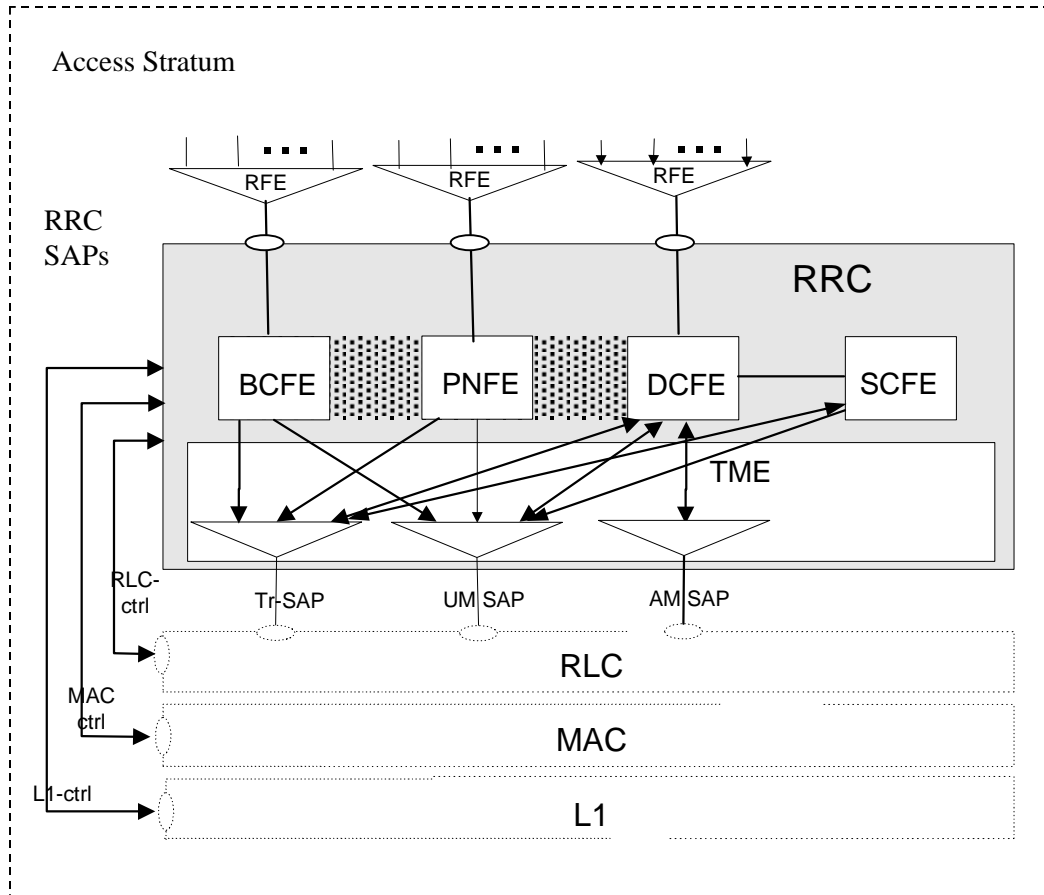 Access Stratum
RFE
RFE
RFE
RRC
SAPs
RRC
BCFE
PNFE
DCFE
SCFE
TME
RLC-
ctrl
Tr-SAP
UM SAP
AM SAP
RLC
MAC
ctrl
MAC
L1-ctrl
L1